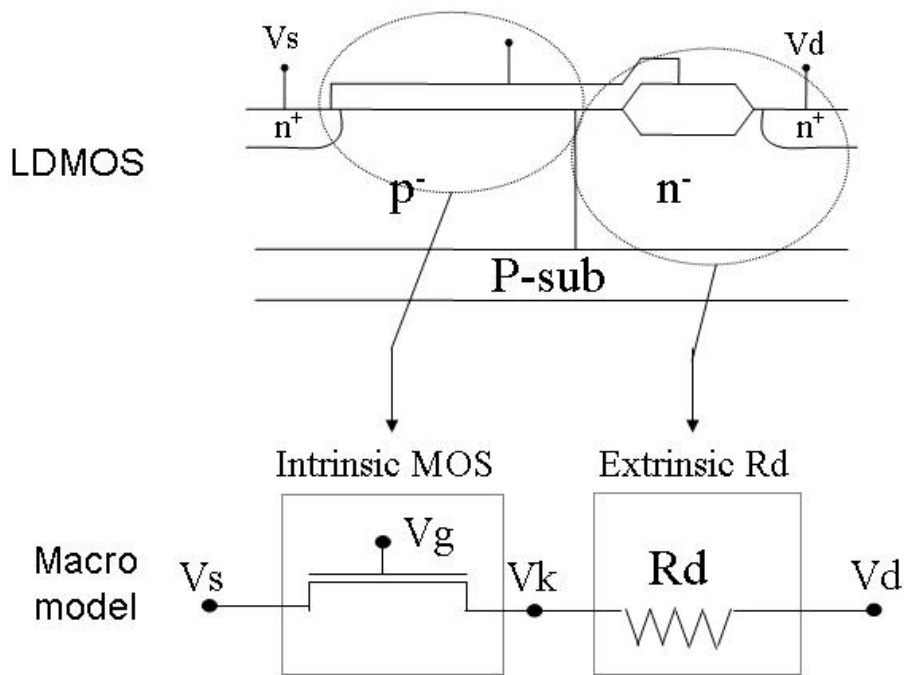 Vs
Vd
n+
n+
LDMOS
p-
n-
P-sub
Intrinsic MOS
Extrinsic Rd
Macro
model
Vs
Vg
Vk
Rd
Vd